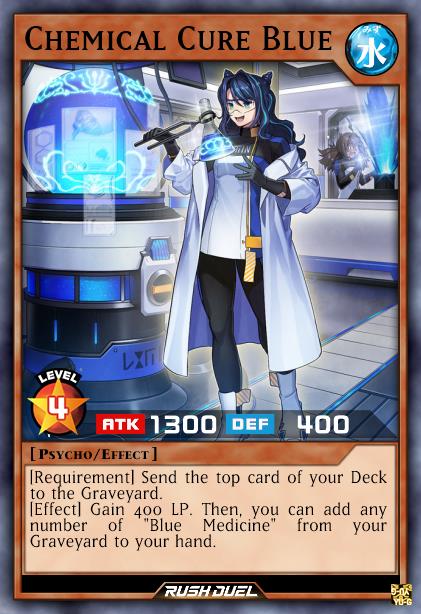 CHEMICAL CURE BLUE
みず
水
LEVEL
4
ATK 1300 DEF 400
[PSYCHO/EFFECT]
[Requirement] Send the top card of your Deck
to the Graveyard.
[Effect] Gain 400 LP. Then, you can add any
number of "Blue Medicine" from your
Graveyard to your hand.
RUSH DUEL